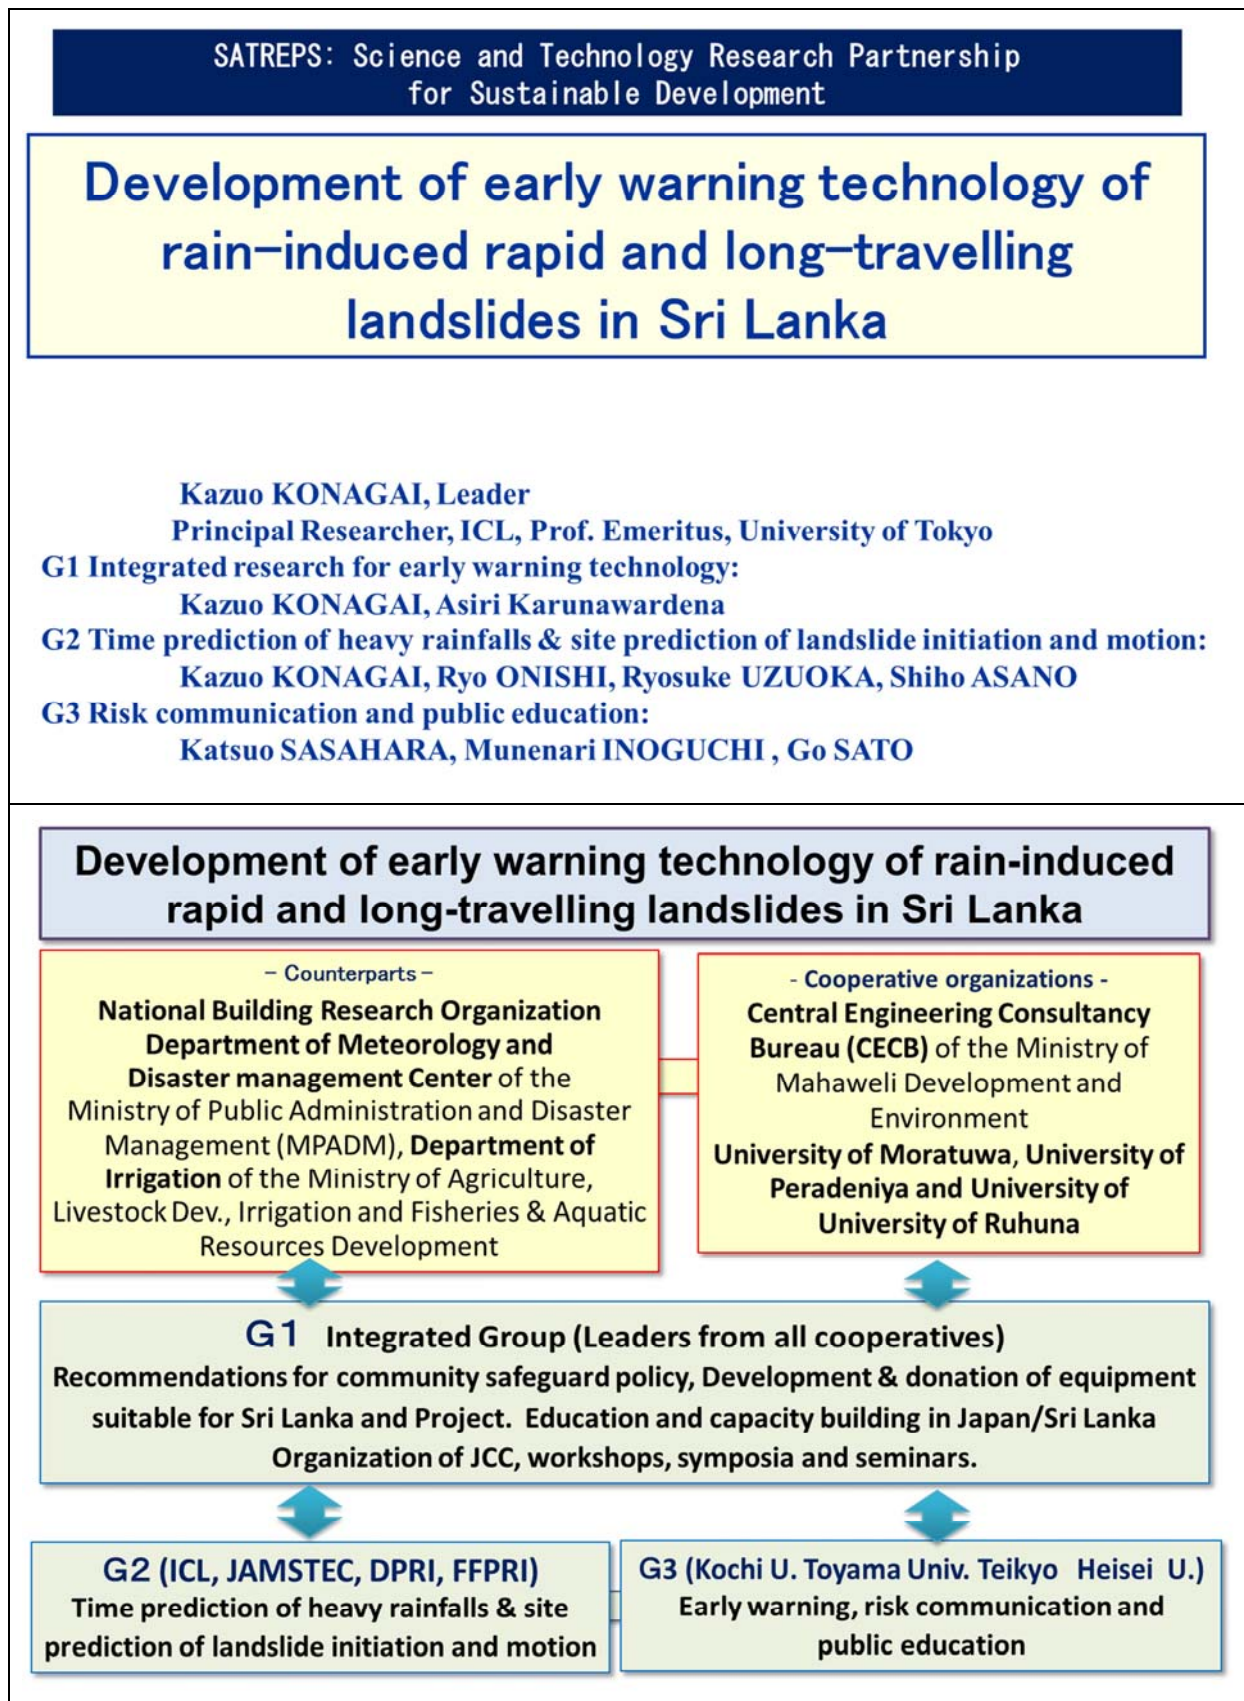 SATREPS: Science and Technology Research Partnership
for Sustainable Development
Development of early warning technology of
rain-induced rapid and long-travelling
landslides in Sri Lanka
Kazuo KONAGAI, Leader
Principal Researcher, ICL, Prof. Emeritus, University of Tokyo
G1 Integrated research for early warning technology:
Kazuo KONAGAI, Asiri Karunawardena
G2 Time prediction of heavy rainfalls & site prediction of landslide initiation and motion:
Kazuo KONAGAI, Ryo ONISHI, Ryosuke UZUOKA, Shiho ASANO
G3 Risk communication and public education:
Katsuo SASAHARA, Munenari INOGUCHI , Go SATO
Development of early warning technology of rain-induced
rapid and long-travelling landslides in Sri Lanka
– Counterparts –
National Building Research Organization
Department of Meteorology and
Disaster management Center of the
Ministry of Public Administration and Disaster
Management (MPADM), Department of
Irrigation of the Ministry of Agriculture,
Livestock Dev., Irrigation and Fisheries & Aquatic
Resources Development
- Cooperative organizations -
Central Engineering Consultancy
Bureau (CECB) of the Ministry of
Mahaweli Development and
Environment
University of Moratuwa, University of
Peradeniya and University of
University of Ruhuna
G1 Integrated Group (Leaders from all cooperatives)
Recommendations for community safeguard policy, Development & donation of equipment
suitable for Sri Lanka and Project. Education and capacity building in Japan/Sri Lanka
Organization of JCC, workshops, symposia and seminars.
G2 (ICL, JAMSTEC, DPRI, FFPRI)
Time prediction of heavy rainfalls & site
prediction of landslide initiation and motion
G3 (Kochi U. Toyama Univ. Teikyo Heisei U.)
Early warning, risk communication and
public education